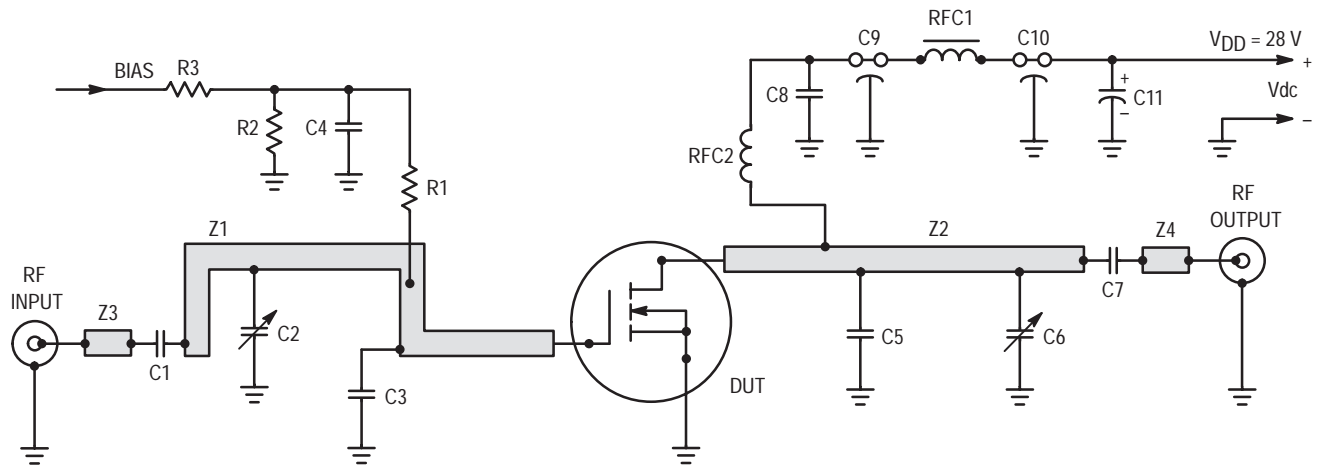 RFC1
C9
C10
VDD = 28 V
+
BIAS
R3
C8
+
C11
–
Vdc
–
R2
C4
RFC2
R1
Z1
Z2
Z4
RF
OUTPUT
RF
INPUT
Z3
C1
C2
C3
C7
C5
C6
DUT